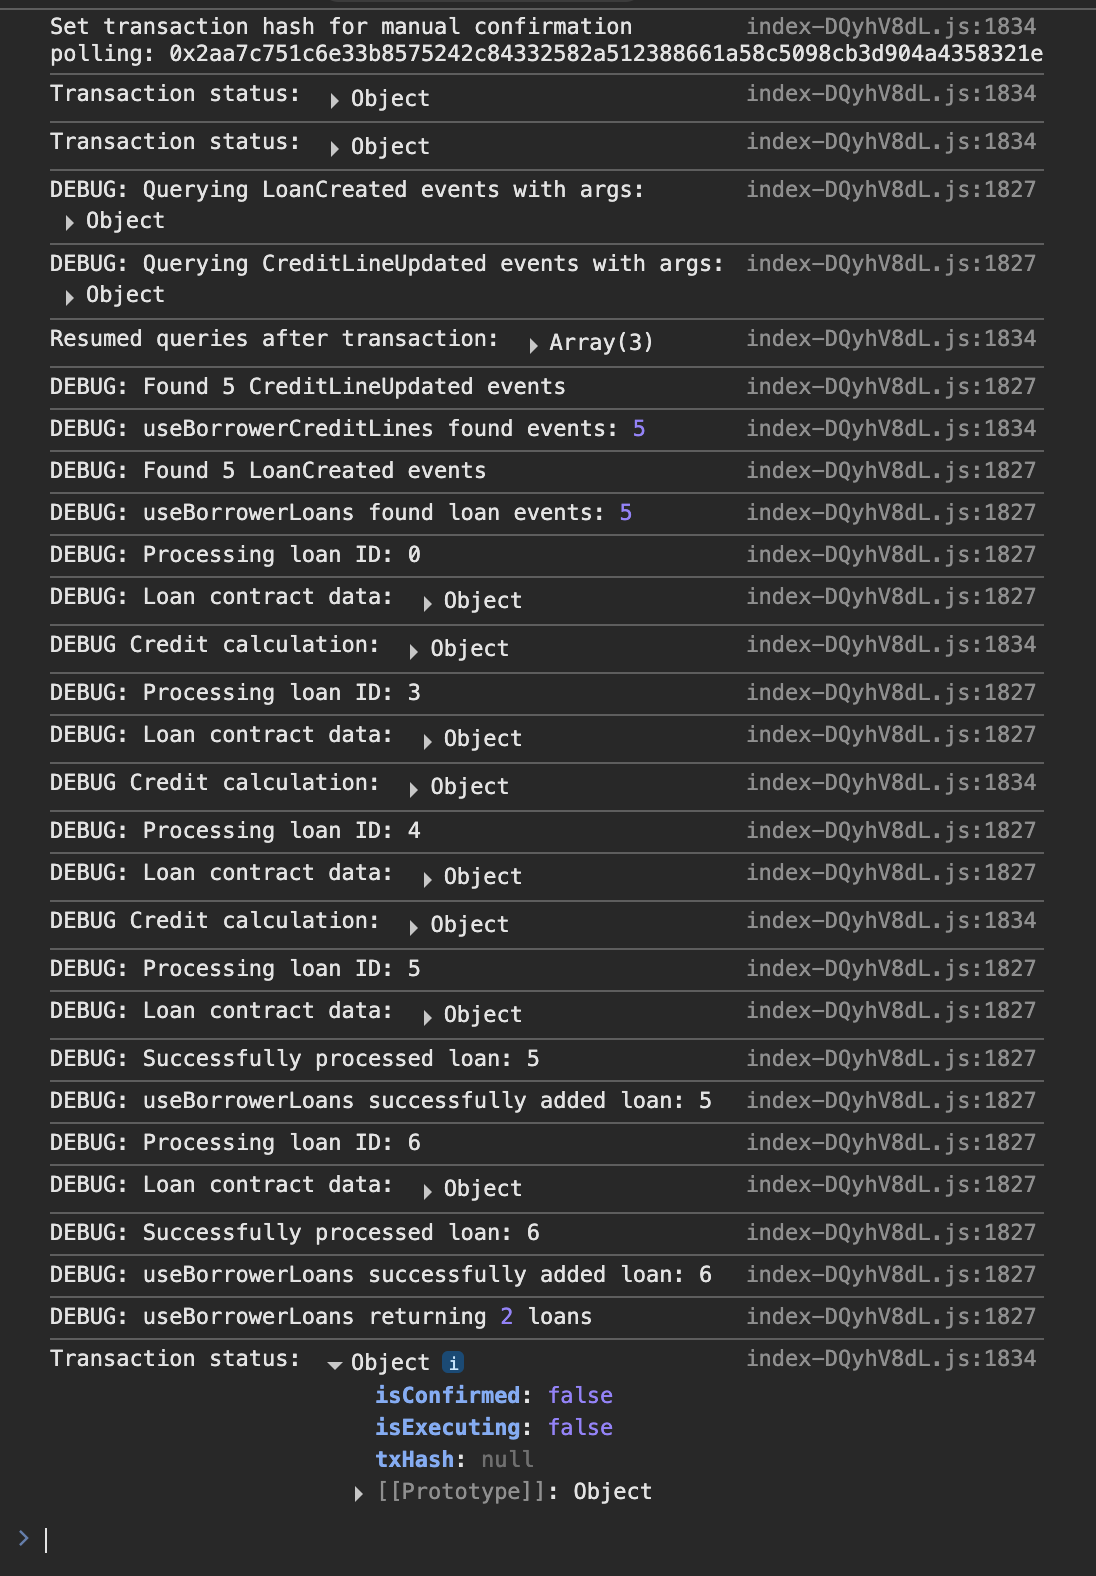 Set transaction hash for manual confirmation index-DQyhV8dL.js:1834
polling: 0x2aa7c751c6e33b8575242c84332582a512388661a58c5098cb3d904a4358321e
Transaction status: Object index-DQyhV8dL.js:1834
Transaction status: Object index-DQyhV8dL.js:1834
DEBUG: Querying LoanCreated events with args: index-DQyhV8dL.js:1827
Object
DEBUG: Querying CreditLineUpdated events with args: index-DQyhV8dL.js:1827
Object
Resumed queries after transaction: Array(3) index-DQyhV8dL.js:1834
DEBUG: Found 5 CreditLineUpdated events index-DQyhV8dL.js:1827
DEBUG: useBorrowerCreditLines found events: 5 index-DQyhV8dL.js:1834
DEBUG: Found 5 LoanCreated events index-DQyhV8dL.js:1827
DEBUG: useBorrowerLoans found loan events: 5 index-DQyhV8dL.js:1827
DEBUG: Processing loan ID: 0 index-DQyhV8dL.js:1827
DEBUG: Loan contract data: Object index-DQyhV8dL.js:1827
DEBUG Credit calculation: Object index-DQyhV8dL.js:1834
DEBUG: Processing loan ID: 3 index-DQyhV8dL.js:1827
DEBUG: Loan contract data: Object index-DQyhV8dL.js:1827
DEBUG Credit calculation: Object index-DQyhV8dL.js:1834
DEBUG: Processing loan ID: 4 index-DQyhV8dL.js:1827
DEBUG: Loan contract data: Object index-DQyhV8dL.js:1827
DEBUG Credit calculation: Object index-DQyhV8dL.js:1834
DEBUG: Processing loan ID: 5 index-DQyhV8dL.js:1827
DEBUG: Loan contract data: Object index-DQyhV8dL.js:1827
DEBUG: Successfully processed loan: 5 index-DQyhV8dL.js:1827
DEBUG: useBorrowerLoans successfully added loan: 5 index-DQyhV8dL.js:1827
DEBUG: Processing loan ID: 6 index-DQyhV8dL.js:1827
DEBUG: Loan contract data: Object index-DQyhV8dL.js:1827
DEBUG: Successfully processed loan: 6 index-DQyhV8dL.js:1827
DEBUG: useBorrowerLoans successfully added loan: 6 index-DQyhV8dL.js:1827
DEBUG: useBorrowerLoans returning 2 loans index-DQyhV8dL.js:1827
Transaction status: Object i index-DQyhV8dL.js:1834
isConfirmed: false
isExecuting: false
txHash: null
[[Prototype]]: Object